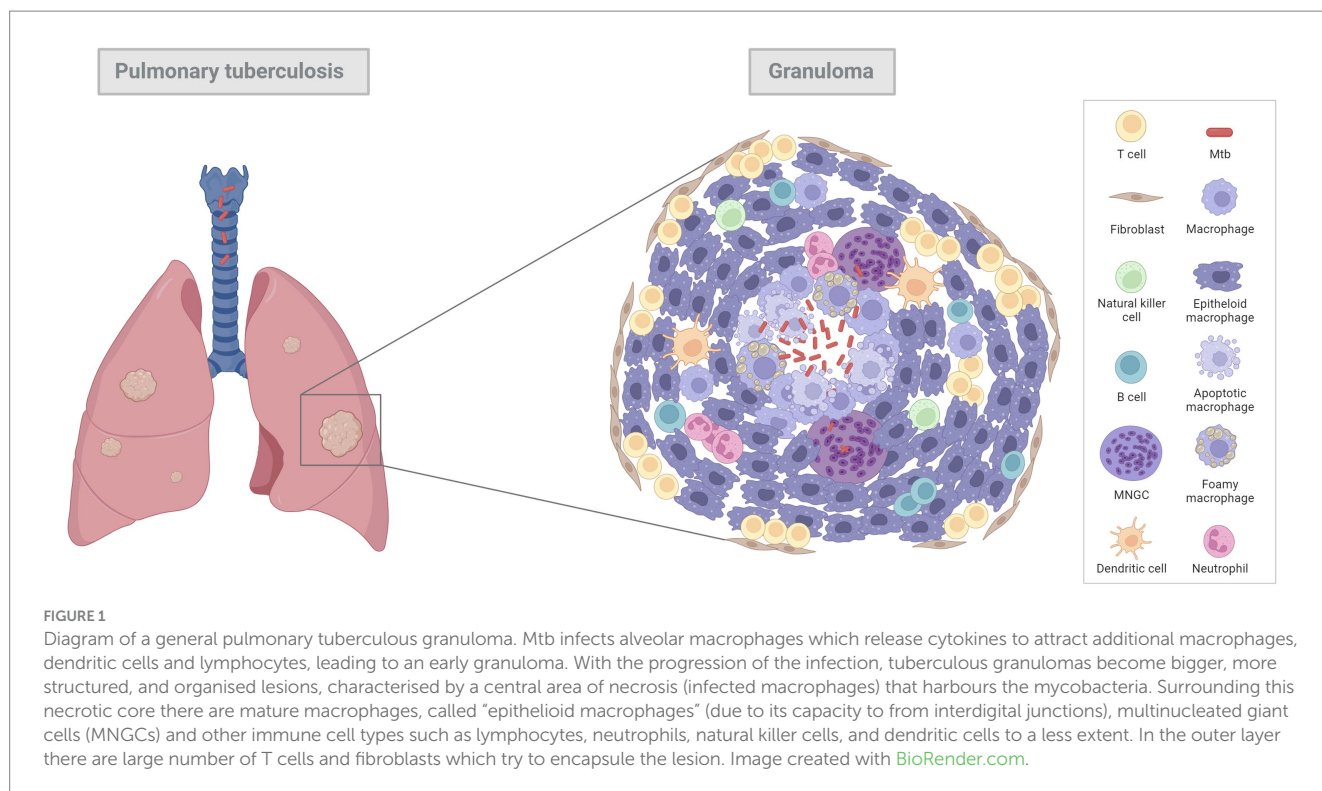 Pulmonary tuberculosis
Granuloma
T cell
Mtb
Fibroblast
Macrophage
Natural killer
cell
Epitheloid
macrophage
B cell
Apoptotic
macrophage
MNGC
Foamy
macrophage
Dendritic cell
Neutrophil
FIGURE 1
Diagram of a general pulmonary tuberculous granuloma. Mtb infects alveolar macrophages which release cytokines to attract additional macrophages,
dendritic cells and lymphocytes, leading to an early granuloma. With the progression of the infection, tuberculous granulomas become bigger, more
structured, and organised lesions, characterised by a central area of necrosis (infected macrophages) that harbours the mycobacteria. Surrounding this
necrotic core there are mature macrophages, called “epithelioid macrophages” (due to its capacity to from interdigital junctions), multinucleated giant
cells (MNGCs) and other immune cell types such as lymphocytes, neutrophils, natural killer cells, and dendritic cells to a less extent. In the outer layer
there are large number of T cells and fibroblasts which try to encapsule the lesion. Image created with BioRender.com.